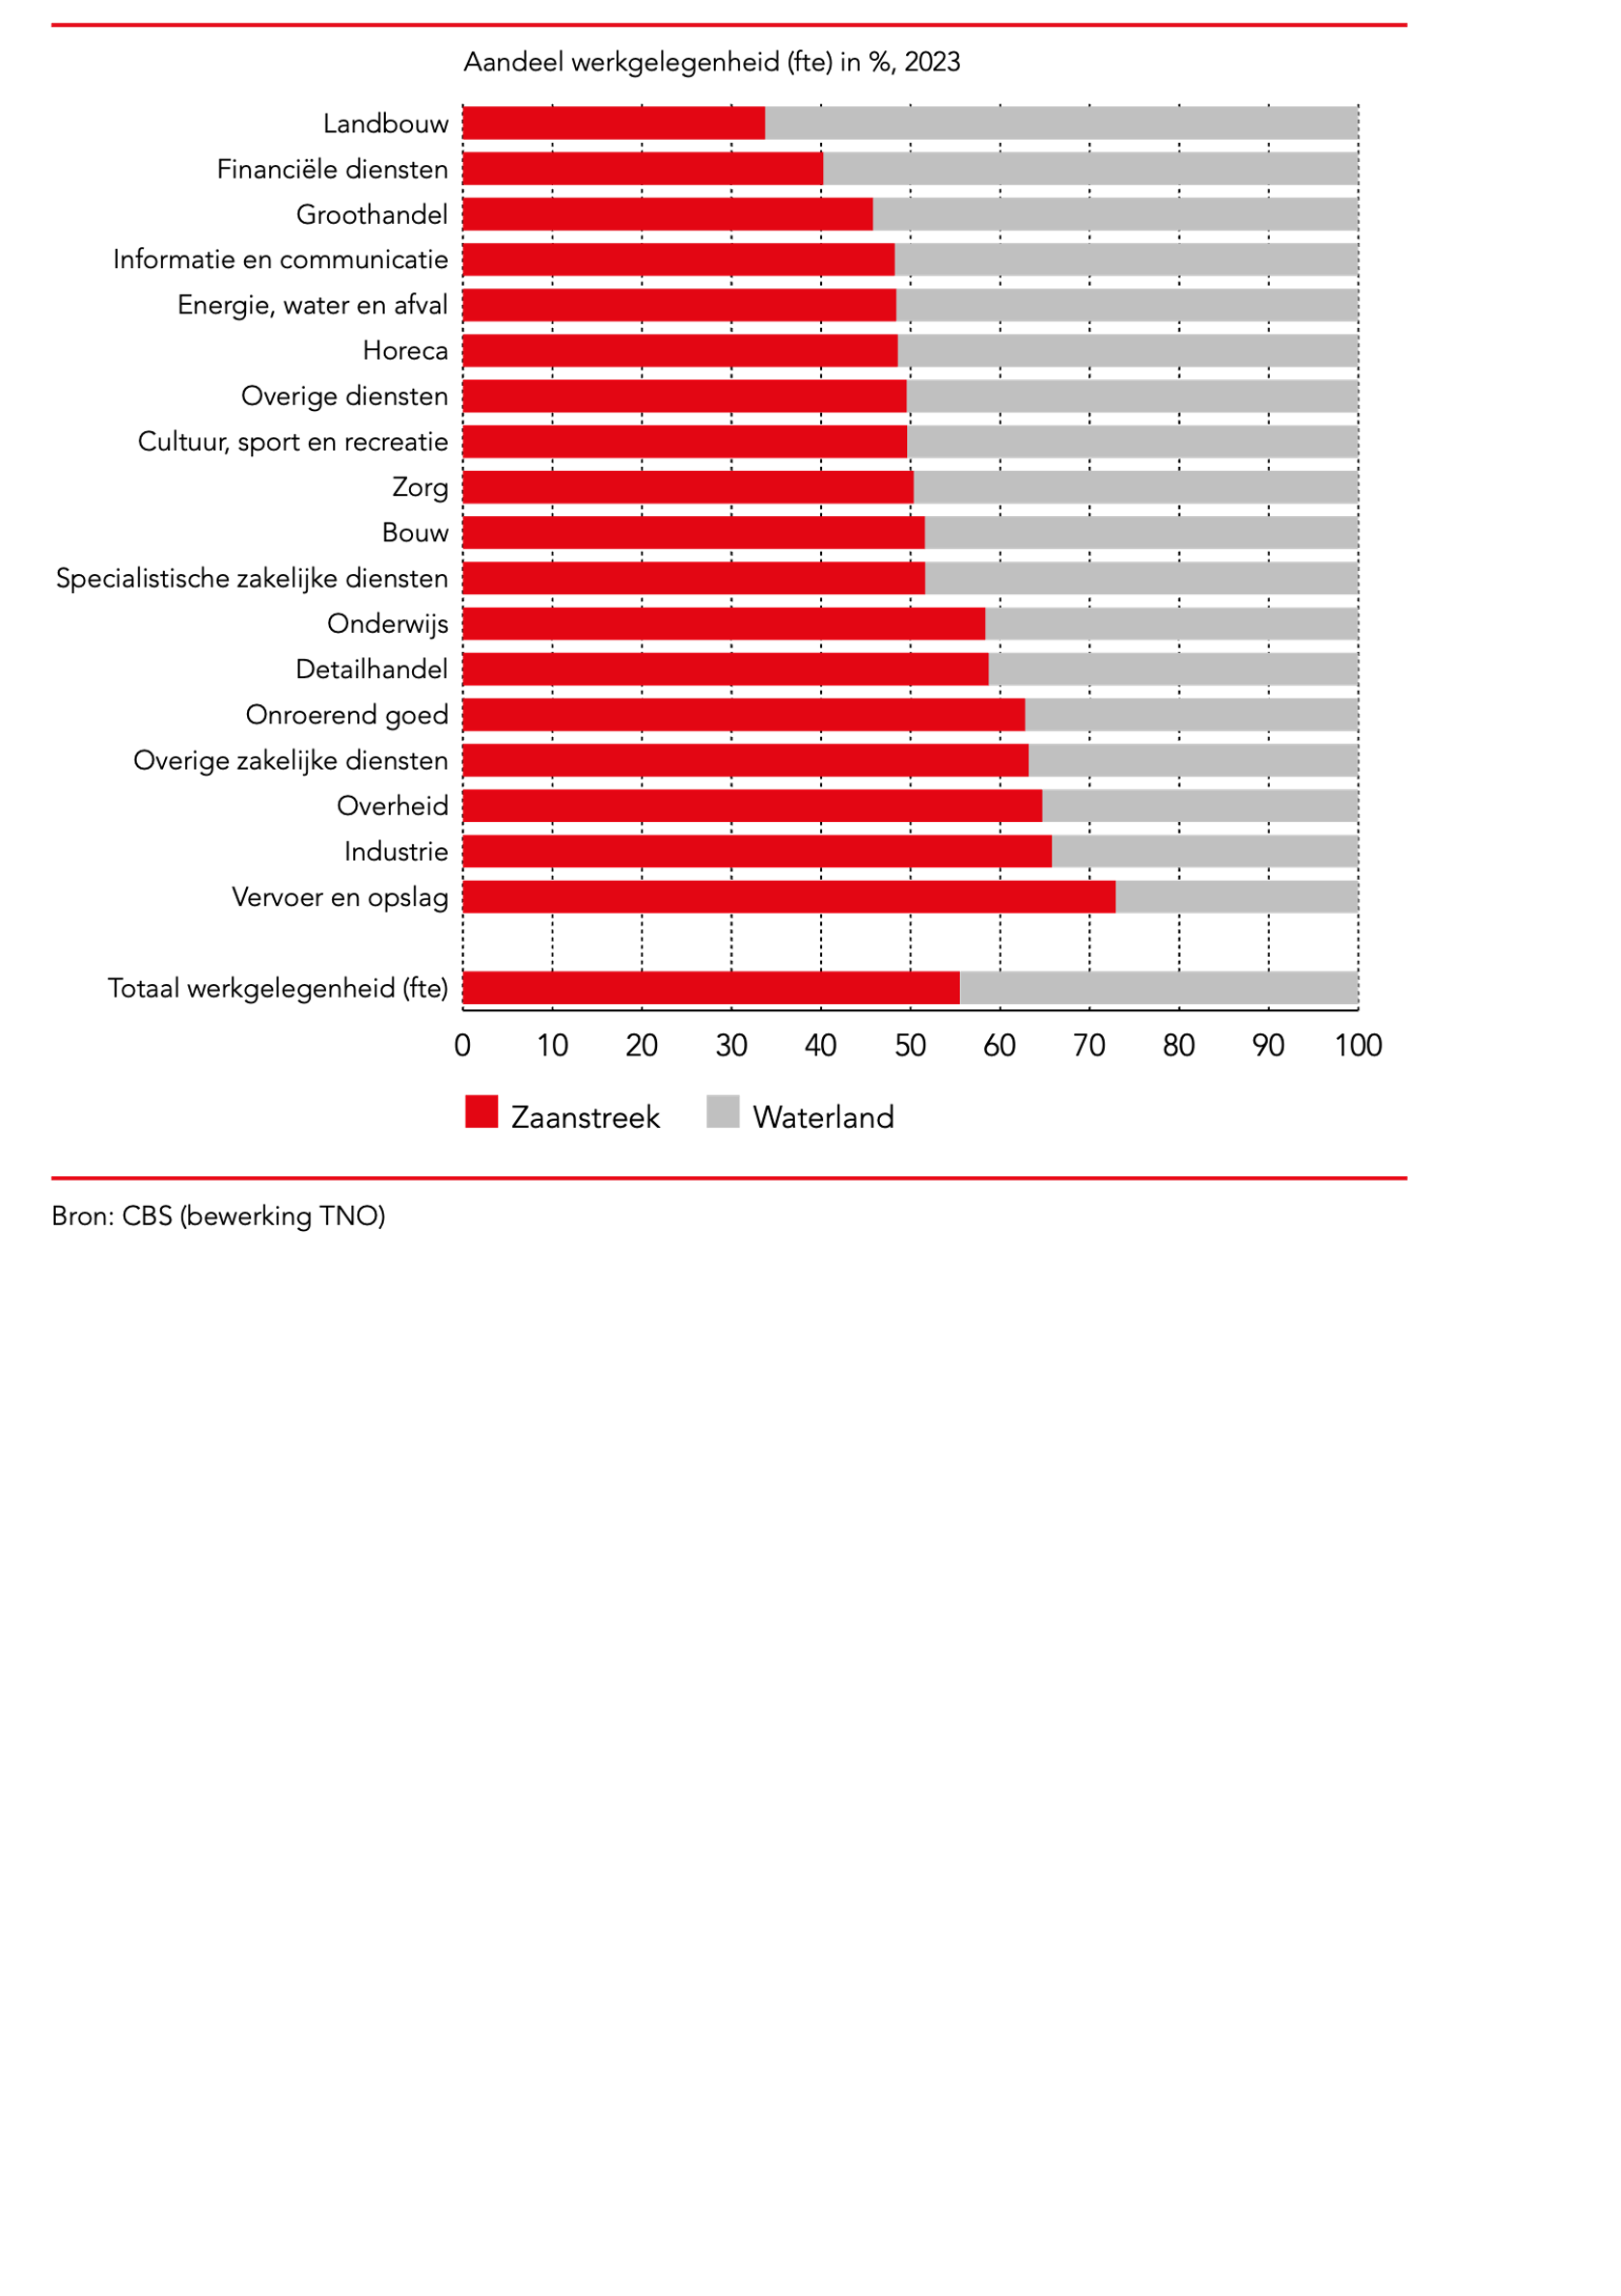 Aandeel werkgelegenheid (fte) in %, 2023
Landbouw
Financiële diensten
Groothandel
Informatie en communicatie
Energie, water en afval
Horeca
Overige diensten
Cultuur, sport en recreatie
Zorg
Bouw
Specialistische zakelijke diensten
Onderwijs
Detailhandel
Onroerend goed
Overige zakelijke diensten
Overheid
Industrie
Vervoer en opslag
Totaal werkgelegenheid (fte)
0 10 20 30 40 50 60 70 80 90 100
Zaanstreek Waterland
Bron: CBS (bewerking TNO)